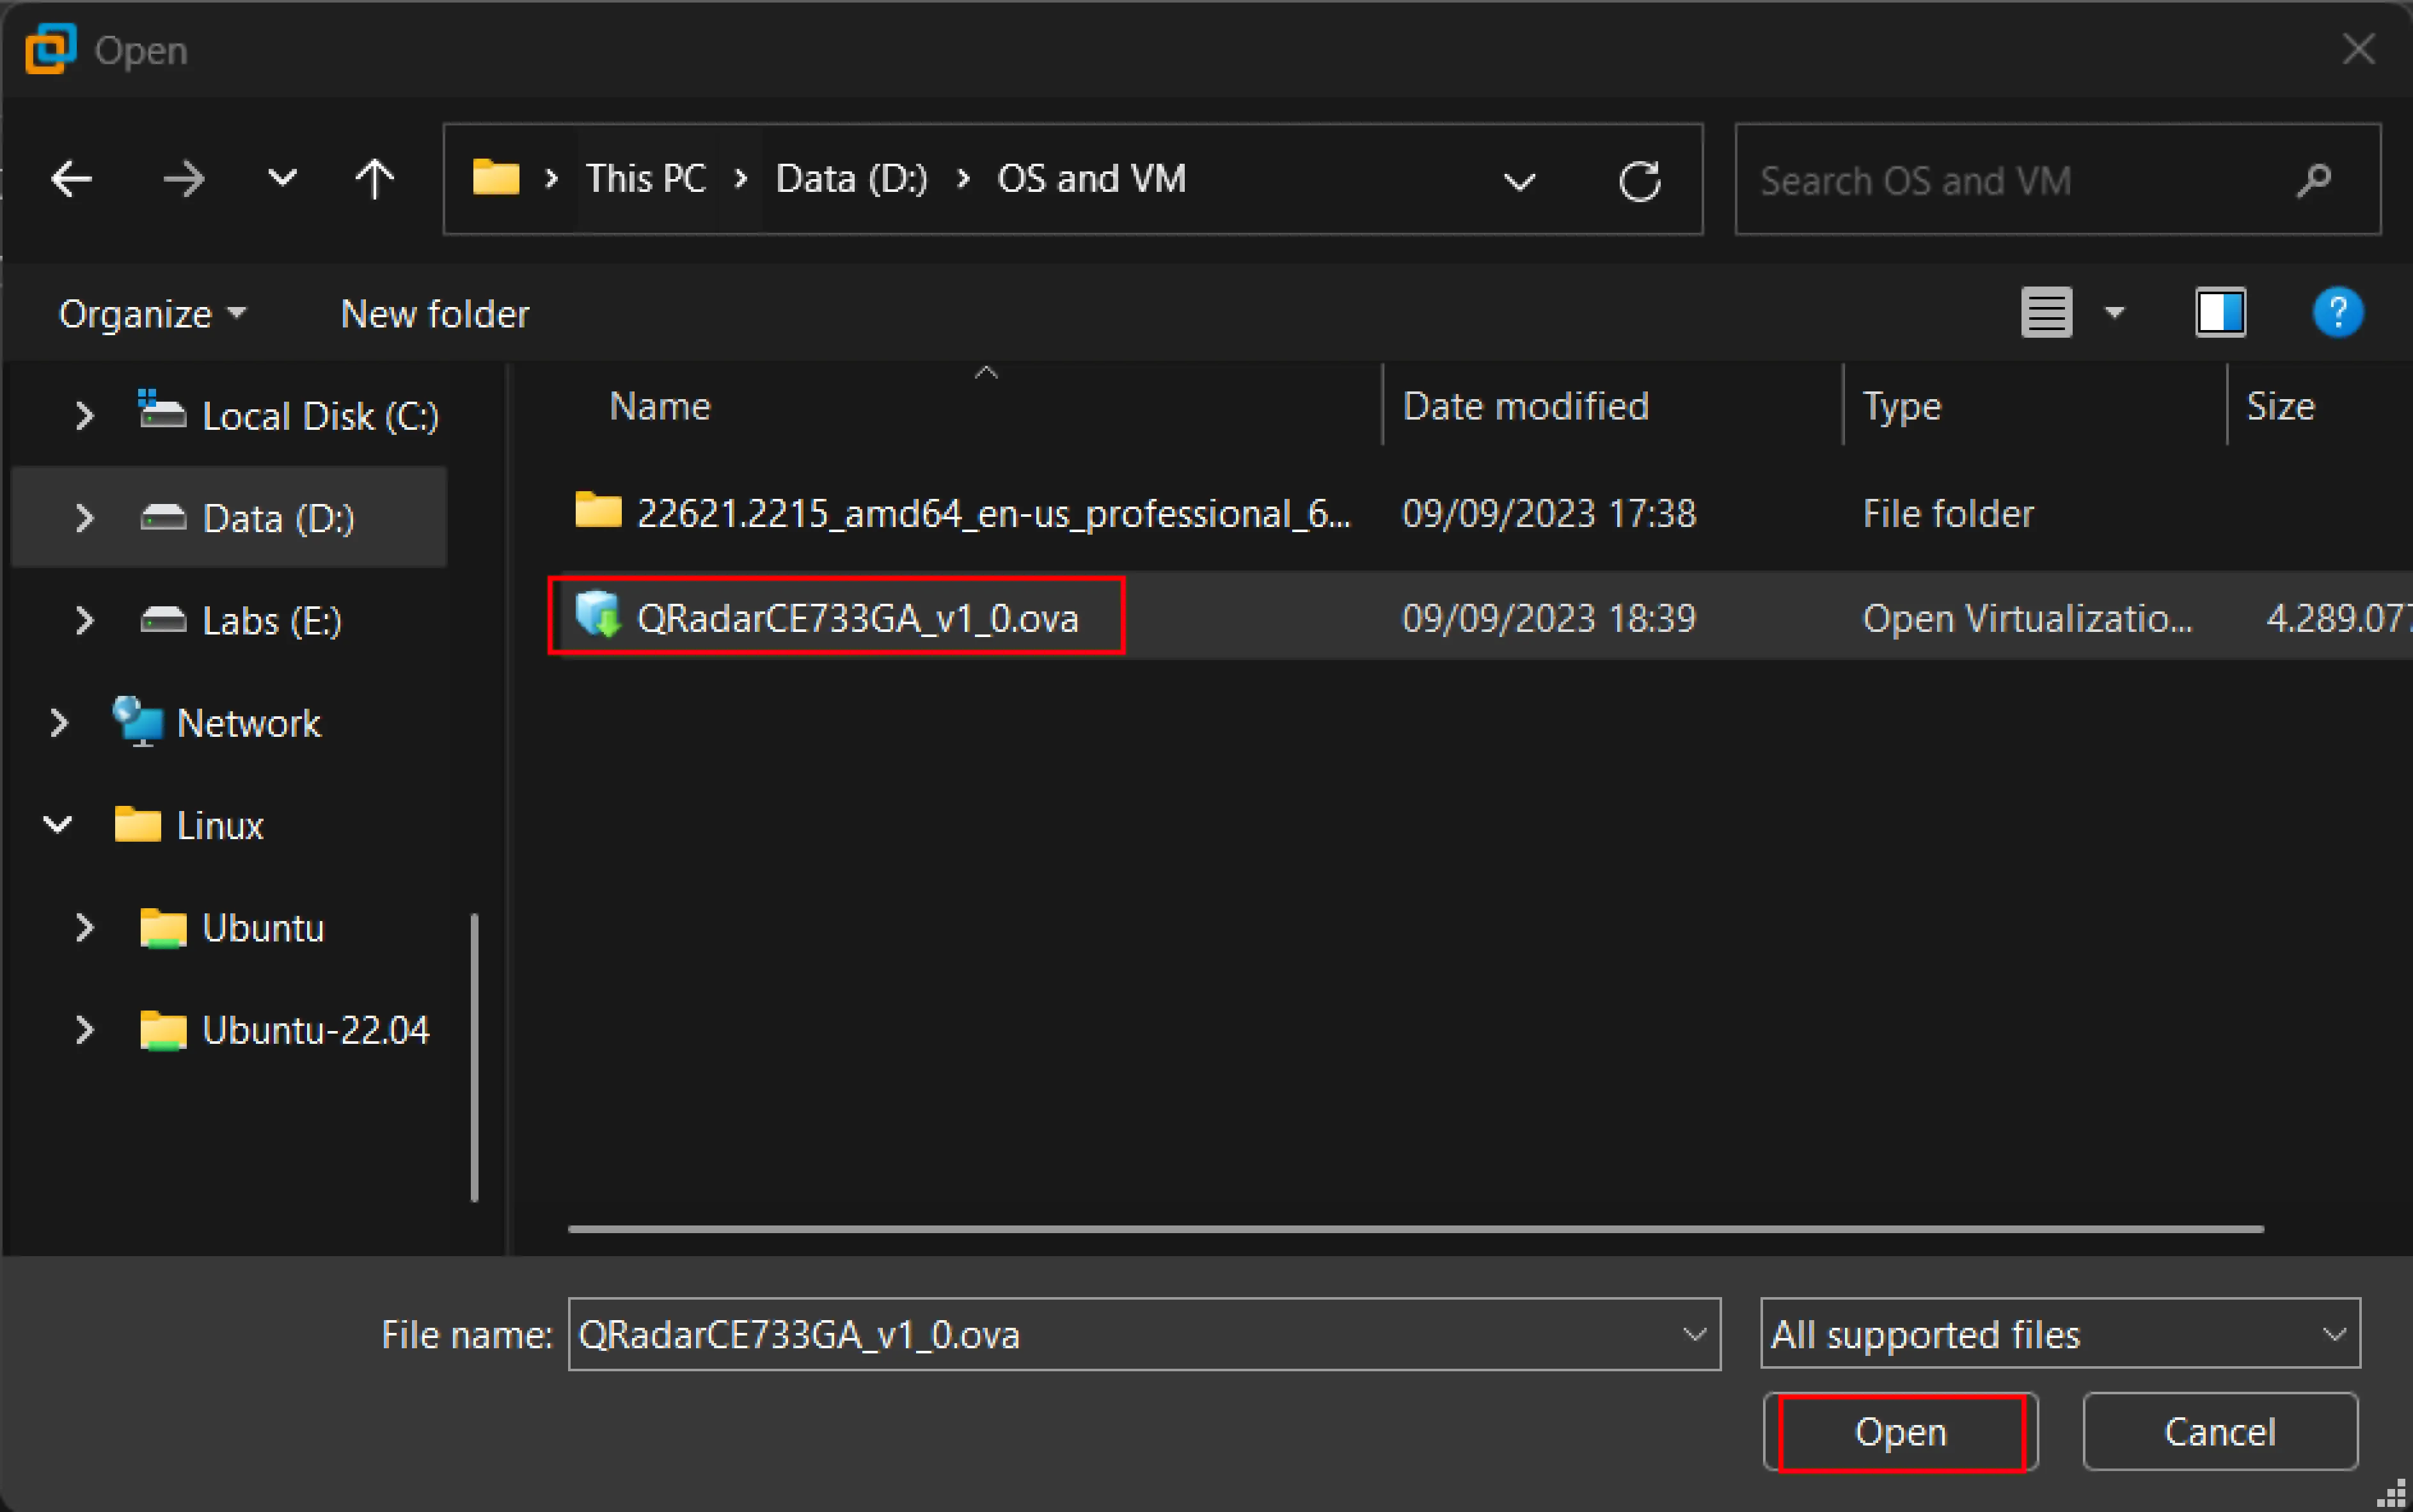 Open
This PC > Data (D:) > OS and VM
Search OS and VM
Organize
New folder
Name
Date modified
Type
Size
Local Disk (C:)
Data (D:)
Labs (E:)
Network
Linux
Ubuntu
Ubuntu-22.04
22621.2215_amd64_en-us_professional_6... 09/09/2023 17:38 File folder
QRadarCE733GA_v1_0.ova 09/09/2023 18:39 Open Virtualizatio... 4.289.077
File name: QRadarCE733GA_v1_0.ova
All supported files
Open
Cancel